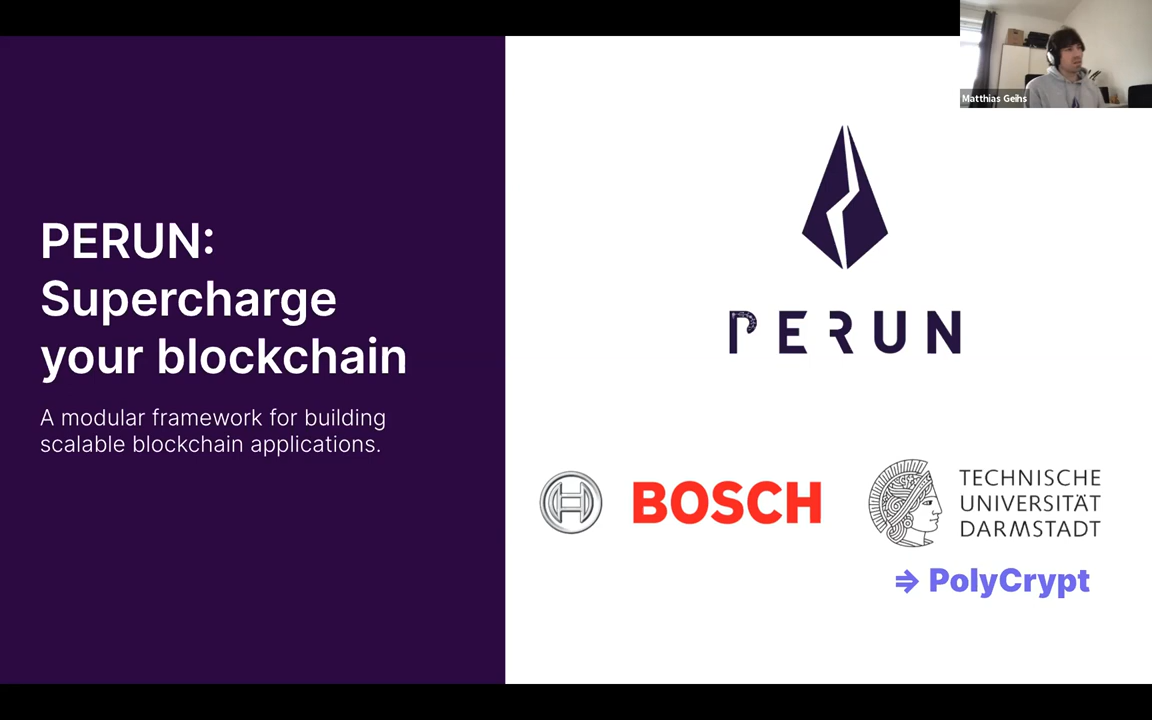 Matthias Geihs
PERUN:
Supercharge
your blockchain
A modular framework for building
scalable blockchain applications.
PERUN
BOSCH
TECHNISCHE
UNIVERSITÄT
DARMSTADT
PolyCrypt